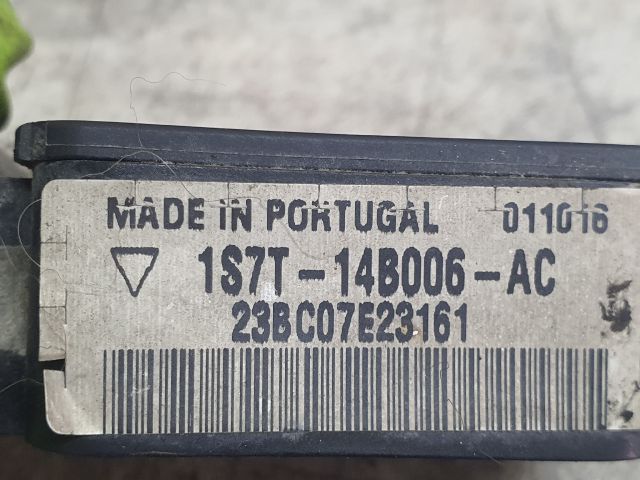 MADE IN PORTUGAL 011016
1S7T-14B006-AC
23BC07E23161